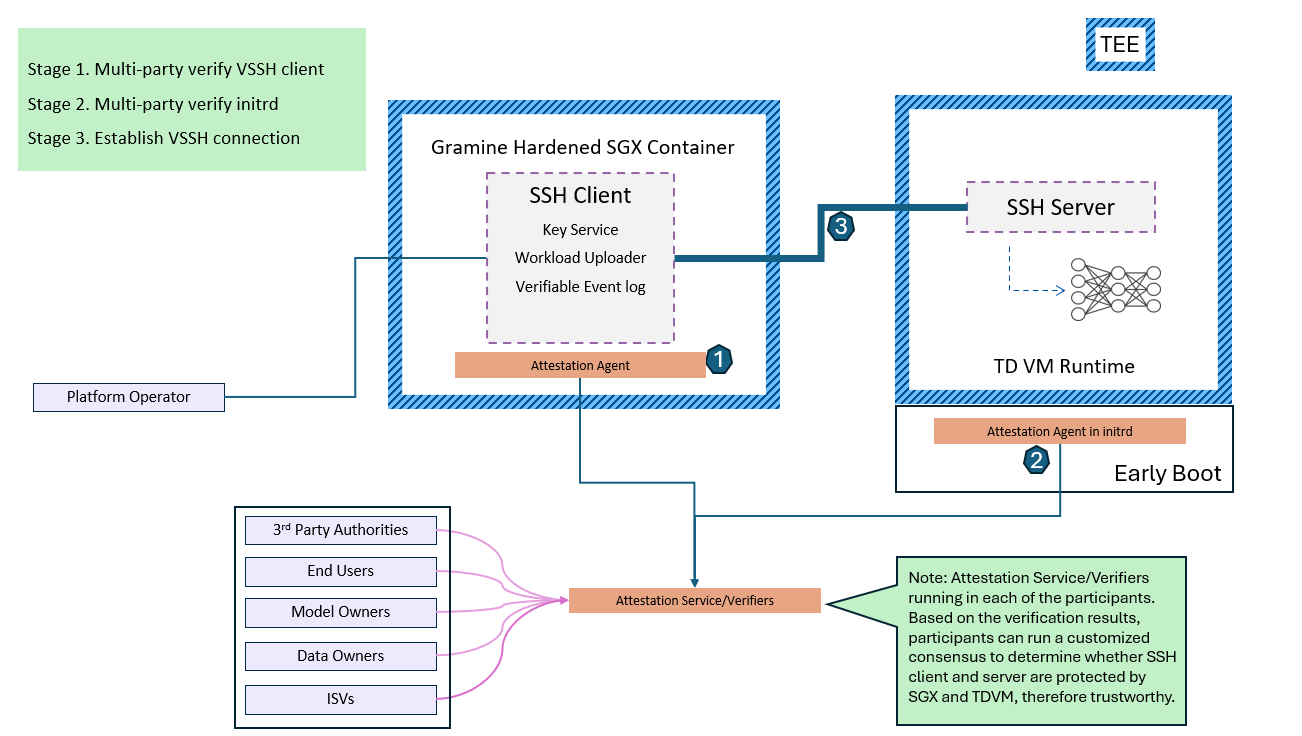 Stage 1. Multi-party verify VSSH client
Stage 2. Multi-party verify initrd
Stage 3. Establish VSSH connection
TEE
Gramine Hardened SGX Container
SSH Client
Key Service
Workload Uploader
Verifiable Event log
Attestation Agent
1
3
SSH Server
TD VM Runtime
Attestation Agent in initrd
2
Early Boot
Platform Operator
3rd Party Authorities
End Users
Model Owners
Data Owners
ISVs
Attestation Service/Verifiers
Note: Attestation Service/Verifiers
running in each of the participants.
Based on the verification results,
participants can run a customized
consensus to determine whether SSH
client and server are protected by
SGX and TDVM, therefore trustworthy.